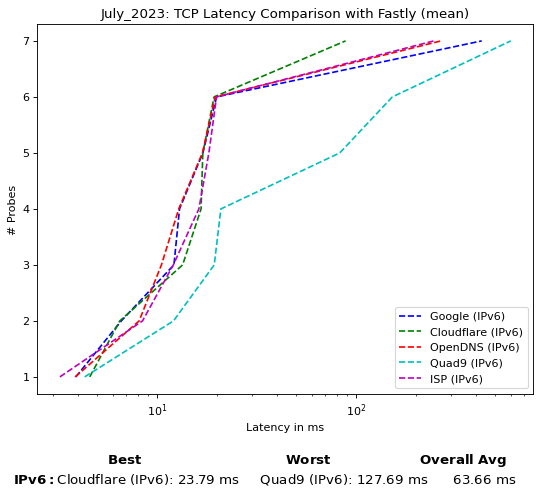 July_2023: TCP Latency Comparison with Fastly (mean)
7
6
5
4
3
2
1
# Probes
10¹
10²
Latency in ms
Google (IPv6)
Cloudflare (IPv6)
OpenDNS (IPv6)
Quad9 (IPv6)
ISP (IPv6)
Best Worst Overall Avg
IPv6: Cloudflare (IPv6): 23.79 ms Quad9 (IPv6): 127.69 ms 63.66 ms